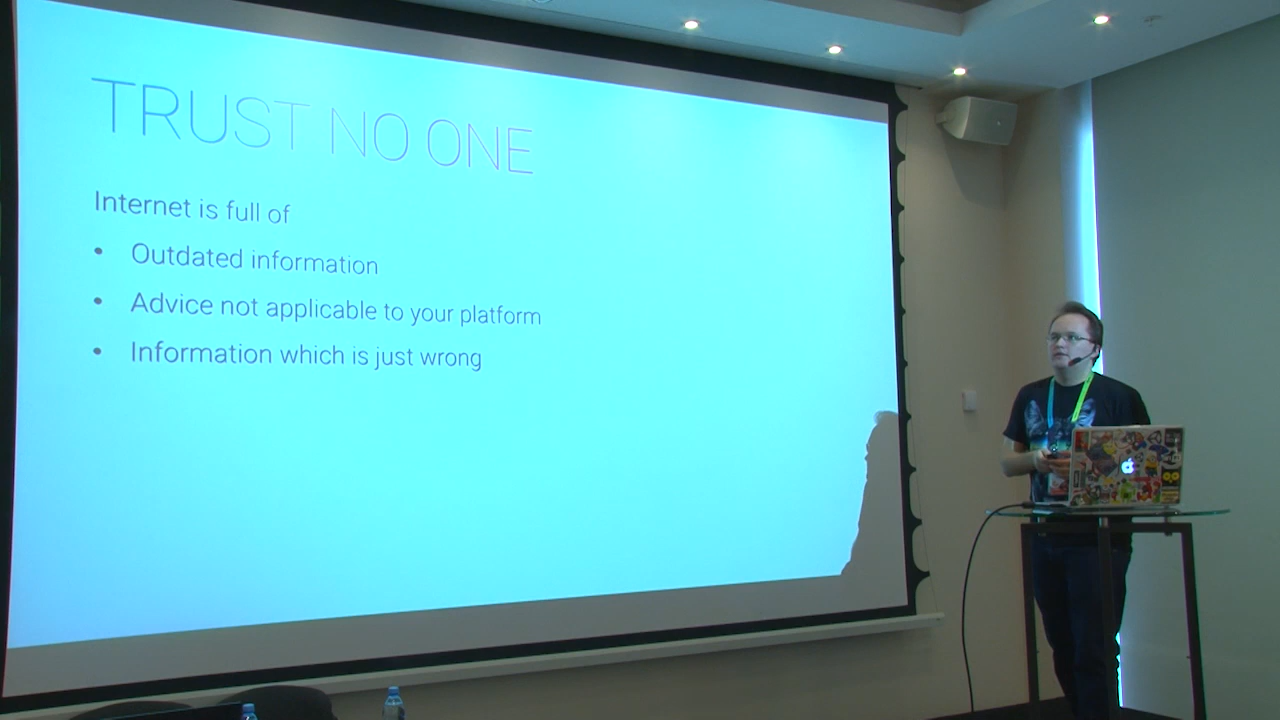 TRUST NO ONE
Internet is full of
• Outdated information
• Advice not applicable to your platform
• Information which is just wrong